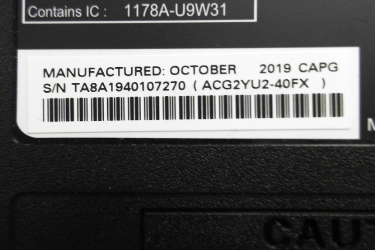 Contains IC : 1178A-U9W31
MANUFACTURED: OCTOBER 2019 CAPG
S/N TA8A1940107270 ( ACG2YU2-40FX )